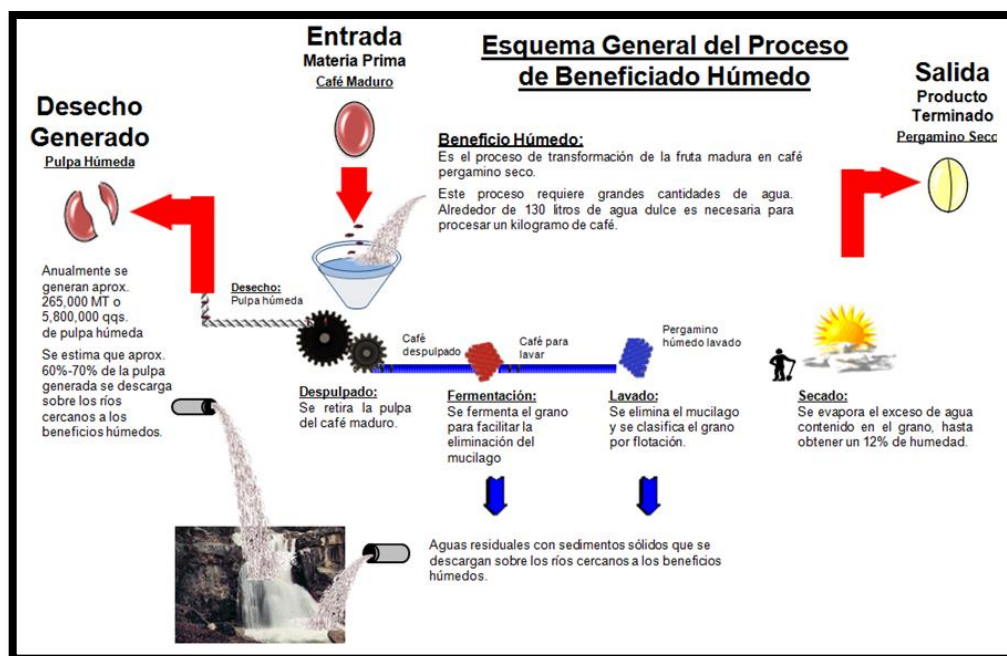 Entrada
Materia Prima
Café Maduro
Esquema General del Proceso
de Beneficiado Húmedo
Salida
Producto
Terminado
Pergamino Seco
Desecho
Generado
Pulpa Húmeda
Beneficio Húmedo:
Es el proceso de transformación de la fruta madura en café
pergamino seco.
Este proceso requiere grandes cantidades de agua.
Alrededor de 130 litros de agua dulce es necesaria para
procesar un kilogramo de café.
Anualmente se
generan aprox.
265,000 MT o
5,800,000 qqs.
de pulpa húmeda
Se estima que aprox.
60%-70% de la pulpa
generada se descarga
sobre los ríos
cercanos a los
beneficios húmedos.
Desecho:
Pulpa húmeda
Café
despulpado
Café para
lavar
Pergamino
húmedo lavado
Despulpado:
Se retira la pulpa
del café maduro.
Fermentación:
Se fermenta el grano
para facilitar la
eliminación del
mucilago
Lavado:
Se elimina el mucilago
y se clasifica el grano
por flotación.
Secado:
Se evapora el exceso de agua
contenido en el grano, hasta
obtener un 12% de humedad.
Aguas residuales con sedimentos sólidos que se
descargan sobre los ríos cercanos a los beneficios
húmedos.